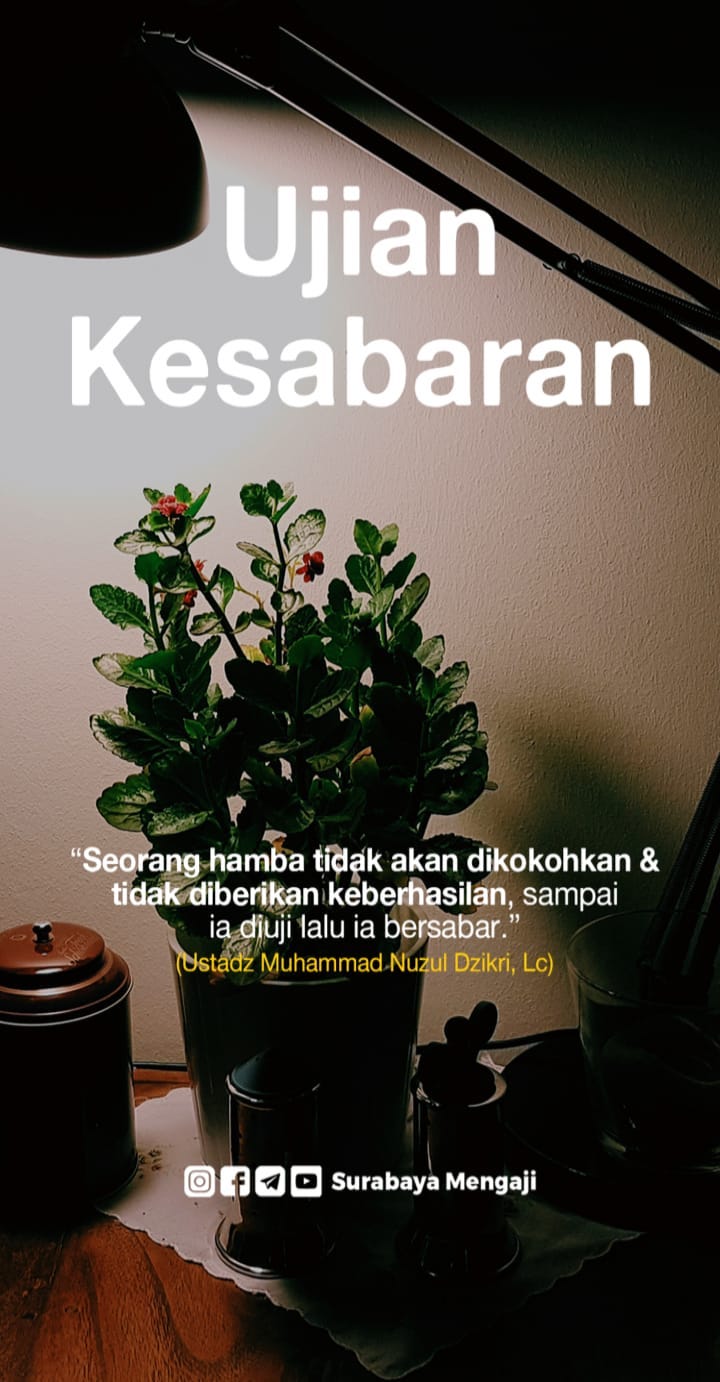 Ujian
Kesabaran
“Seorang hamba tidak akan dikokohkan &
tidak diberikan keberhasilan, sampai
ia diuji lalu ia bersabar.”
(Ustadz Muhammad Nuzul Dzikri, Lc)
Surabaya Mengaji